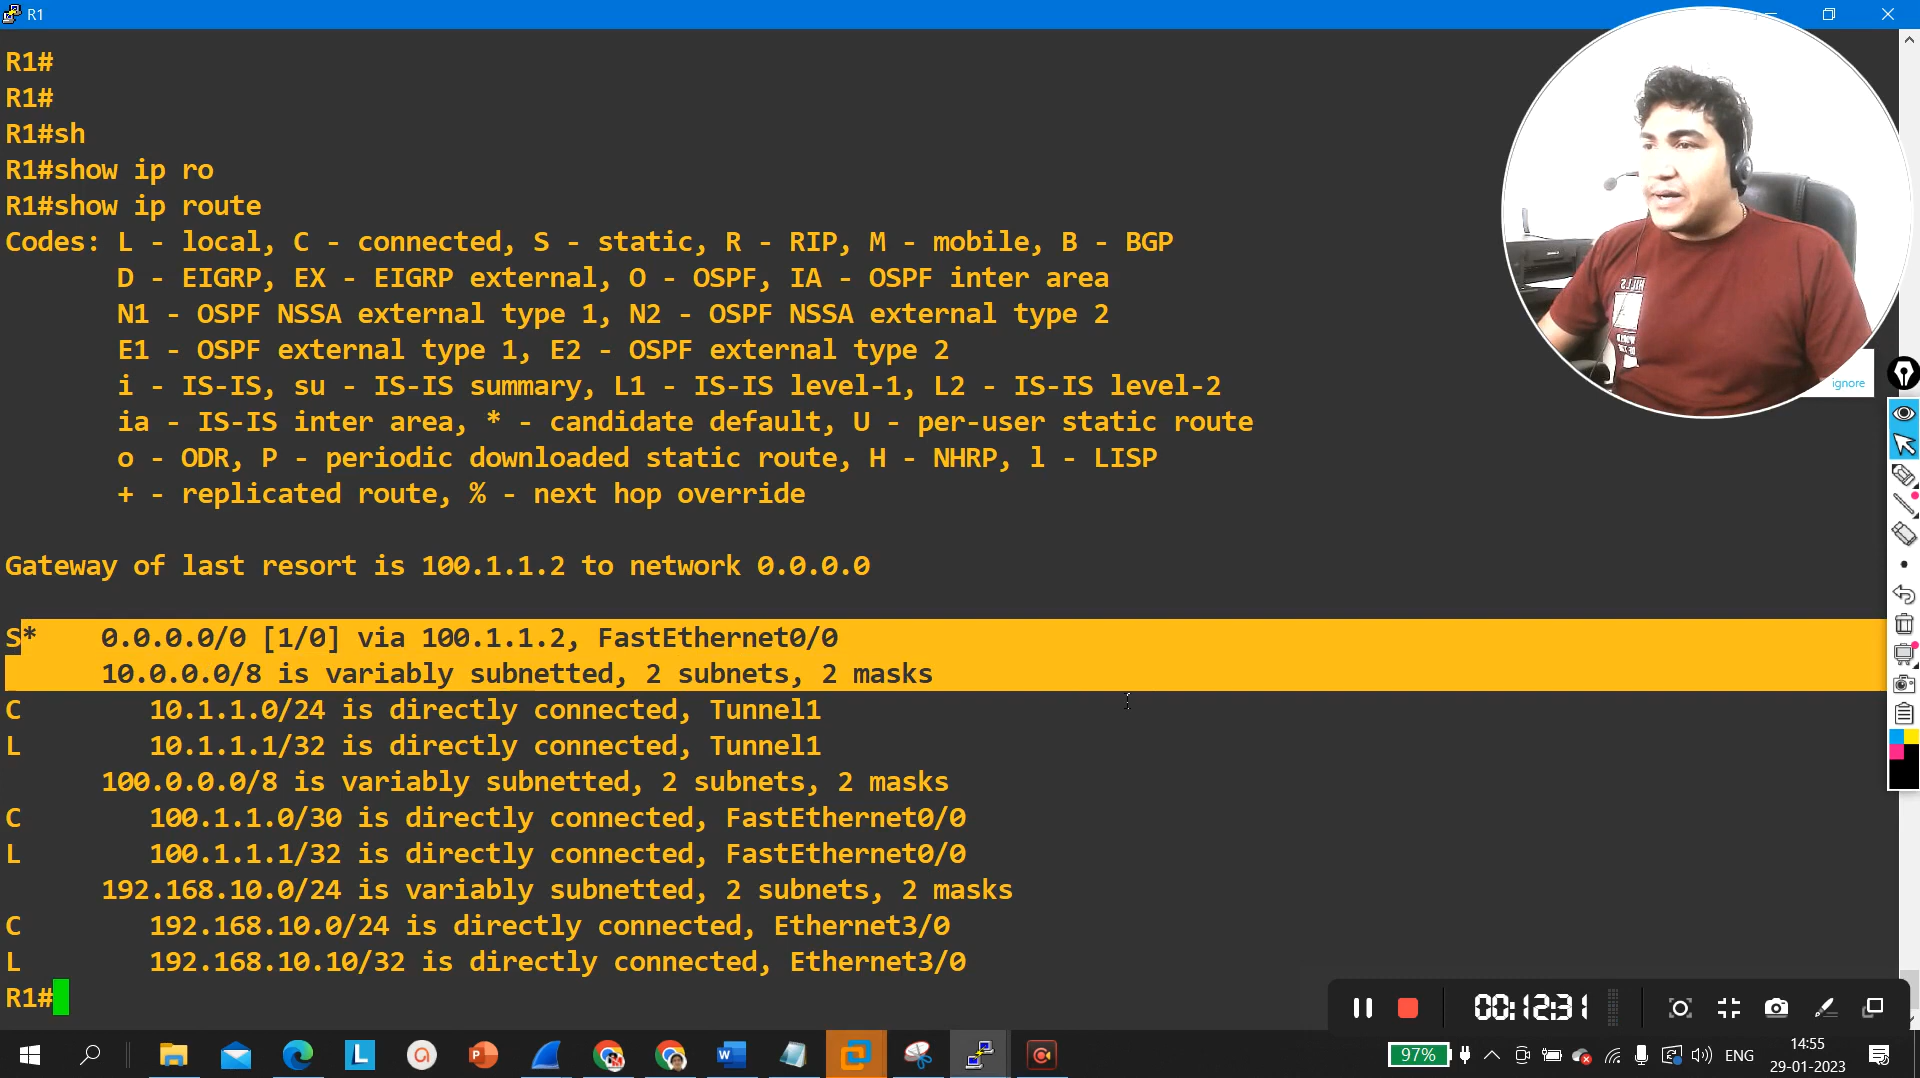 R1
R1#
R1#
R1#sh
R1#show ip ro
R1#show ip route
Codes: L - local, C - connected, S - static, R - RIP, M - mobile, B - BGP
D - EIGRP, EX - EIGRP external, O - OSPF, IA - OSPF inter area
N1 - OSPF NSSA external type 1, N2 - OSPF NSSA external type 2
E1 - OSPF external type 1, E2 - OSPF external type 2
i - IS-IS, su - IS-IS summary, L1 - IS-IS level-1, L2 - IS-IS level-2
ia - IS-IS inter area, * - candidate default, U - per-user static route
o - ODR, P - periodic downloaded static route, H - NHRP, l - LISP
+ - replicated route, % - next hop override
Gateway of last resort is 100.1.1.2 to network 0.0.0.0
S* 0.0.0.0/0 [1/0] via 100.1.1.2, FastEthernet0/0
10.0.0.0/8 is variably subnetted, 2 subnets, 2 masks
C 10.1.1.0/24 is directly connected, Tunnel1
L 10.1.1.1/32 is directly connected, Tunnel1
100.0.0.0/8 is variably subnetted, 2 subnets, 2 masks
C 100.1.1.0/30 is directly connected, FastEthernet0/0
L 100.1.1.1/32 is directly connected, FastEthernet0/0
192.168.10.0/24 is variably subnetted, 2 subnets, 2 masks
C 192.168.10.0/24 is directly connected, Ethernet3/0
L 192.168.10.10/32 is directly connected, Ethernet3/0
R1#
ignore
00:12:31
97%
ENG
14:55
29-01-2023